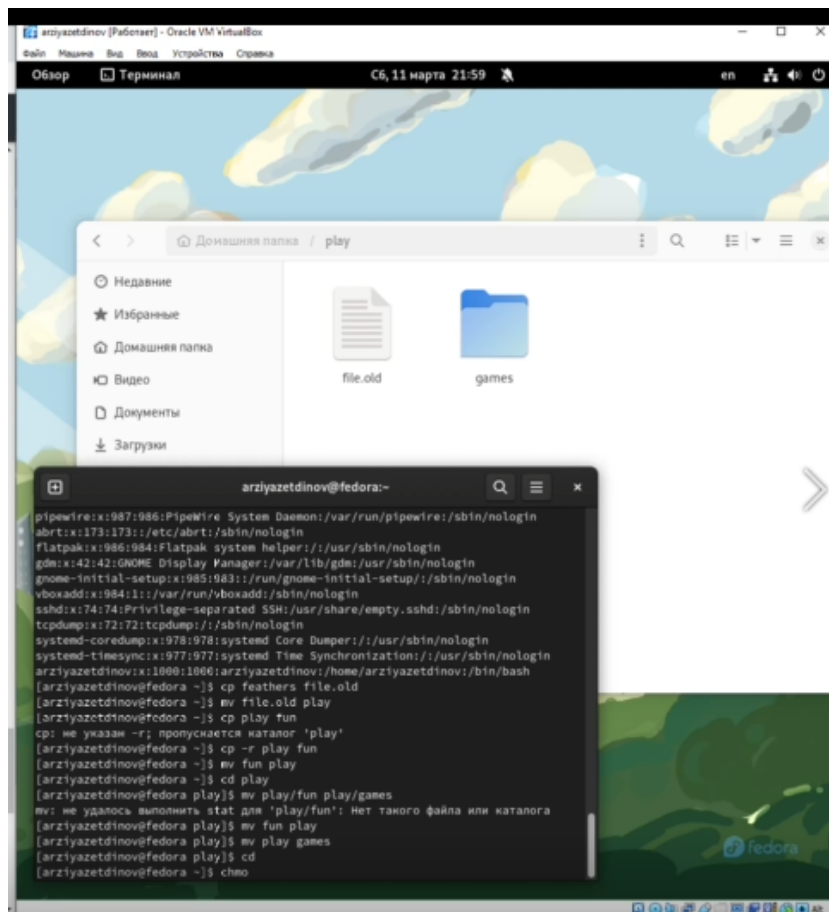 arziyazetdinov [Работает] - Oracle VM VirtualBox
Файл Машина Вид Ввод Устройства Справка
Обзор Терминал Сб, 11 марта 21:59 en
Домашняя папка / play
Недавние
Избранные
Домашняя папка
Видео
Документы
Загрузки
file.old games
arziyazetdinov@fedora:~
pipewire:x:987:986:PipeWire System Daemon:/var/run/pipewire:/sbin/nologin
abrt:x:173:173::/etc/abrt:/sbin/nologin
flatpak:x:986:984:Flatpak system helper:/:/usr/sbin/nologin
gdm:x:42:42:GNOME Display Manager:/var/lib/gdm:/usr/sbin/nologin
gnome-initial-setup:x:985:983::/run/gnome-initial-setup/:/sbin/nologin
vboxadd:x:984:1::/var/run/vboxadd:/sbin/nologin
sshd:x:74:74:Privilege-separated SSH:/usr/share/empty.sshd:/sbin/nologin
tcpdump:x:72:72:tcpdump:/:/sbin/nologin
systemd-coredump:x:978:978:systemd Core Dumper:/:/usr/sbin/nologin
systemd-timesync:x:977:977:systemd Time Synchronization:/:/usr/sbin/nologin
arziyazetdinov:x:1000:1000:arziyazetdinov:/home/arziyazetdinov:/bin/bash
[arziyazetdinov@fedora ~]$ cp feathers file.old
[arziyazetdinov@fedora ~]$ mv file.old play
[arziyazetdinov@fedora ~]$ cp play fun
cp: не указан -r; пропускается каталог 'play'
[arziyazetdinov@fedora ~]$ cp -r play fun
[arziyazetdinov@fedora ~]$ mv fun play
[arziyazetdinov@fedora ~]$ cd play
[arziyazetdinov@fedora play]$ mv play/fun play/games
mv: не удалось выполнить stat для 'play/fun': Нет такого файла или каталога
[arziyazetdinov@fedora play]$ mv fun play
[arziyazetdinov@fedora play]$ mv play games
[arziyazetdinov@fedora play]$ cd
[arziyazetdinov@fedora ~]$ chmo
fedora